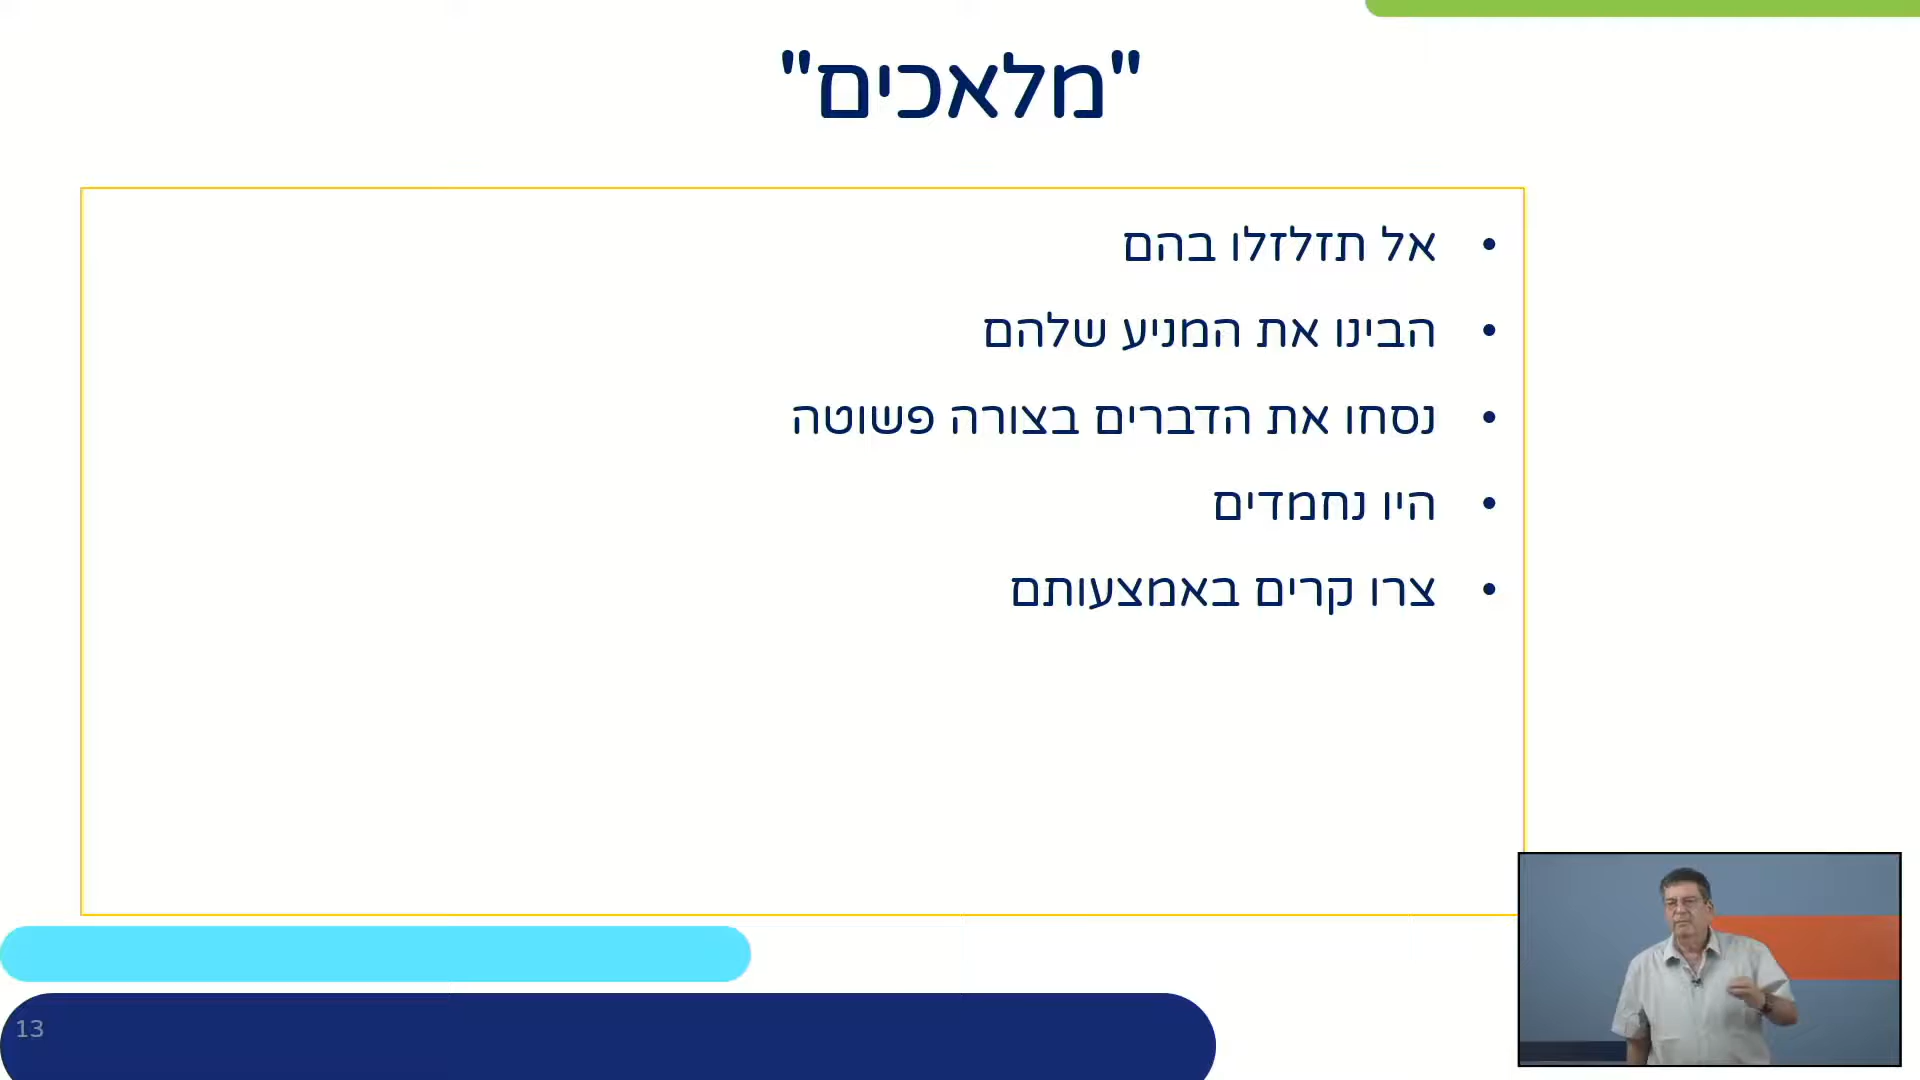 "מלאכים"
• אל תזלזלו בהם
• הבינו את המניע שלהם
• נסחו את הדברים בצורה פשוטה
• היו נחמדים
• צרו קרים באמצעותם
13